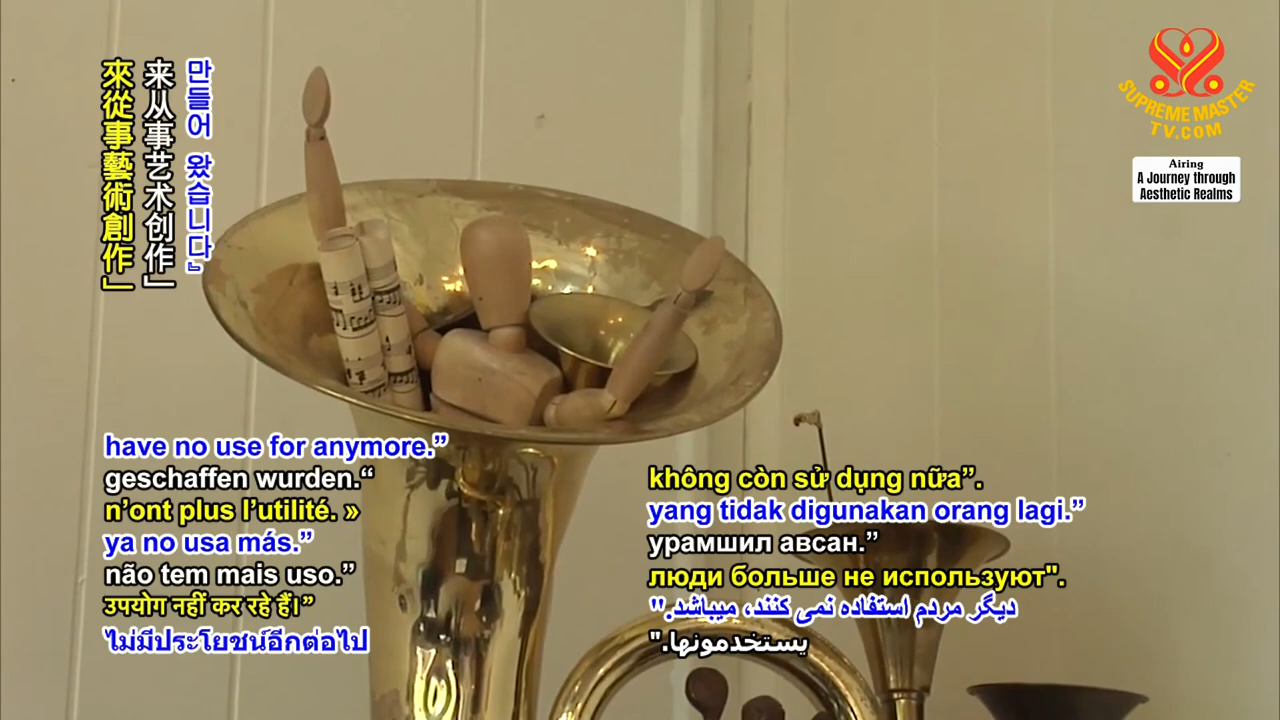 만들어 왔습니다』
来从事艺术创作」
來從事藝術創作」
SUPREME MASTER
TV.COM
Airing
A Journey through
Aesthetic Realms
have no use for anymore.”
geschaffen wurden.“
n’ont plus l’utilité. »
ya no usa más.”
não tem mais uso.”
उपयोग नहीं कर रहे हैं।”
ไม่มีประโยชน์อีกต่อไป
không còn sử dụng nữa”.
yang tidak digunakan orang lagi.”
урамшил авсан.”
люди больше не используют".
دیگر مردم استفاده نمی کنند، میباشد."
يستخدمونها."